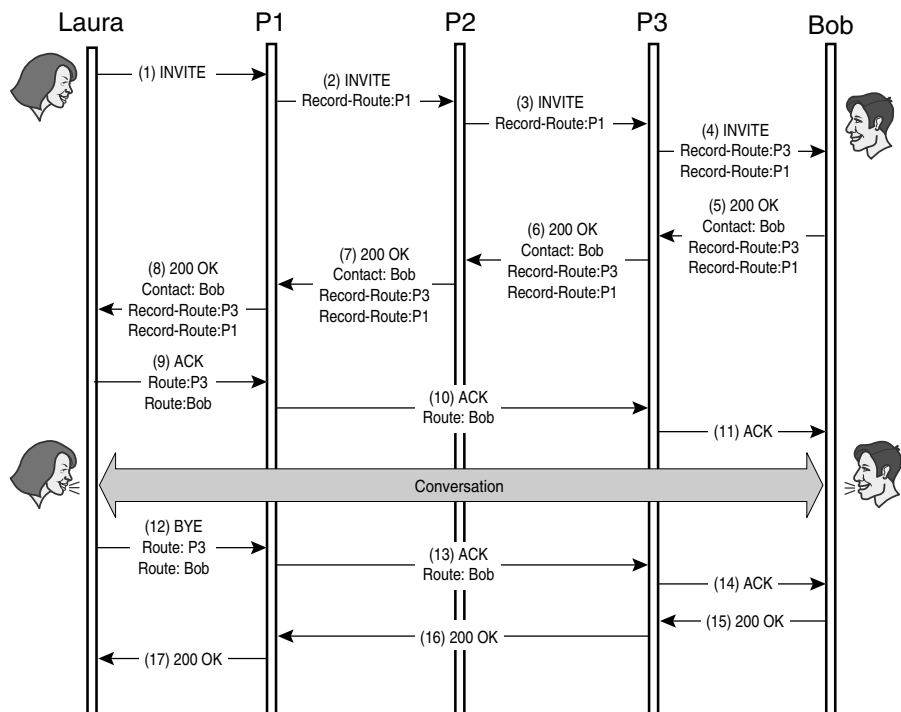 Laura
P1
P2
P3
Bob
(1) INVITE
(2) INVITE
Record-Route:P1
(3) INVITE
Record-Route:P1
(4) INVITE
Record-Route:P3
Record-Route:P1
(5) 200 OK
Contact: Bob
Record-Route:P3
Record-Route:P1
(6) 200 OK
Contact: Bob
Record-Route:P3
Record-Route:P1
(7) 200 OK
Contact: Bob
Record-Route:P3
Record-Route:P1
(8) 200 OK
Contact: Bob
Record-Route:P3
Record-Route:P1
(9) ACK
Route:P3
Route:Bob
(10) ACK
Route: Bob
(11) ACK
Conversation
(12) BYE
Route: P3
Route: Bob
(13) ACK
Route: Bob
(14) ACK
(15) 200 OK
(16) 200 OK
(17) 200 OK